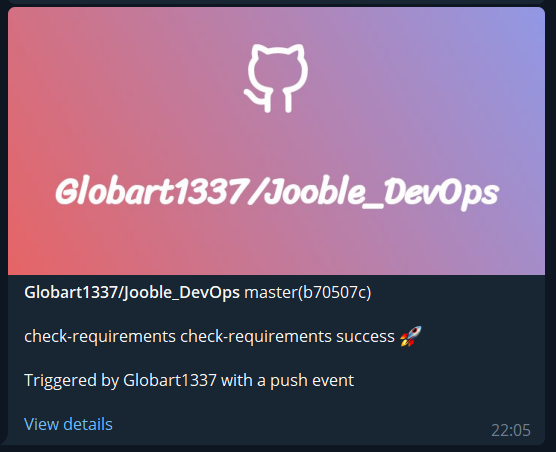 Globart1337/Jooble_DevOps
Globart1337/Jooble_DevOps master(b70507c)
check-requirements check-requirements success 🚀
Triggered by Globart1337 with a push event
View details
22:05